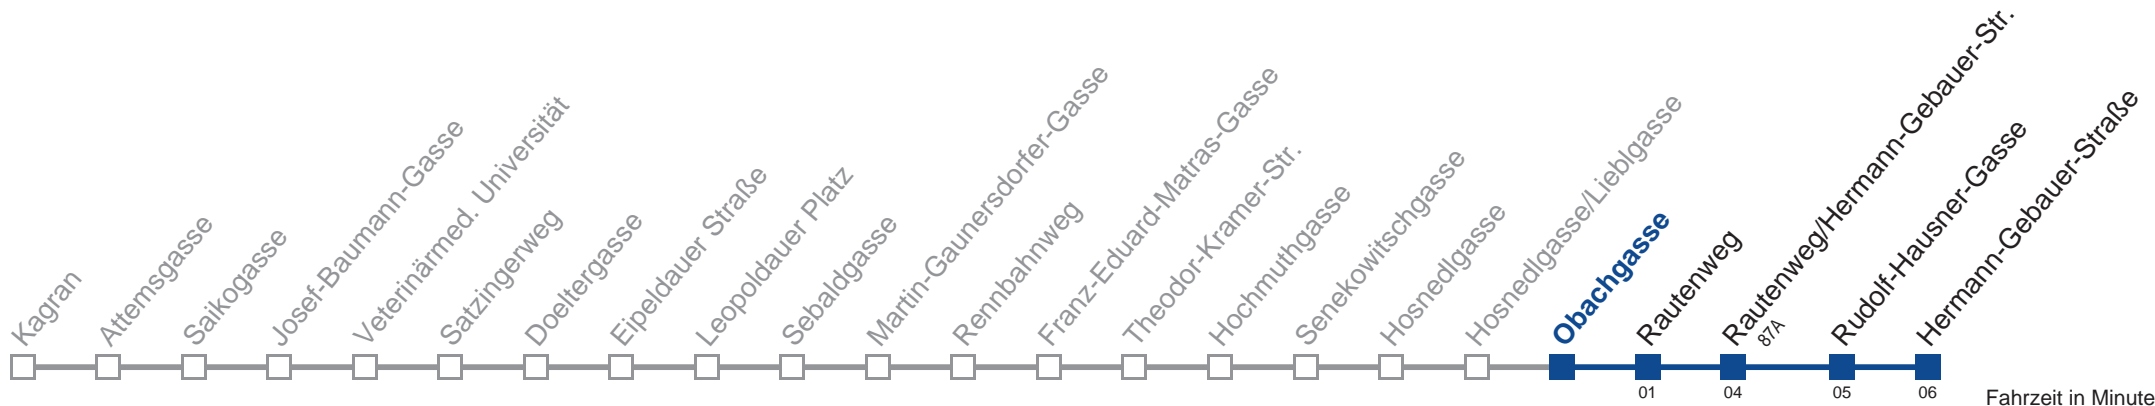 Kagran
Attemsgasse
Saikogasse
Josef-Baumann-Gasse
Veterinärmed. Universität
Satzingerweg
Doeltergasse
Eipeldauer Straße
Leopoldauer Platz
Sebaldgasse
Martin-Gaunersdorfer-Gasse
Rennbahnweg
Franz-Eduard-Matras-Gasse
Theodor-Kramer-Str.
Hochmuthgasse
Senekowitschgasse
Hosnedlgasse
Hosnedlgasse/Lieblgasse
Obachgasse
Rautenweg
Rautenweg/Hermann-Gebauer-Str.
87A
Rudolf-Hausner-Gasse
Hermann-Gebauer-Straße
01
04
05
06
Fahrzeit in Minute